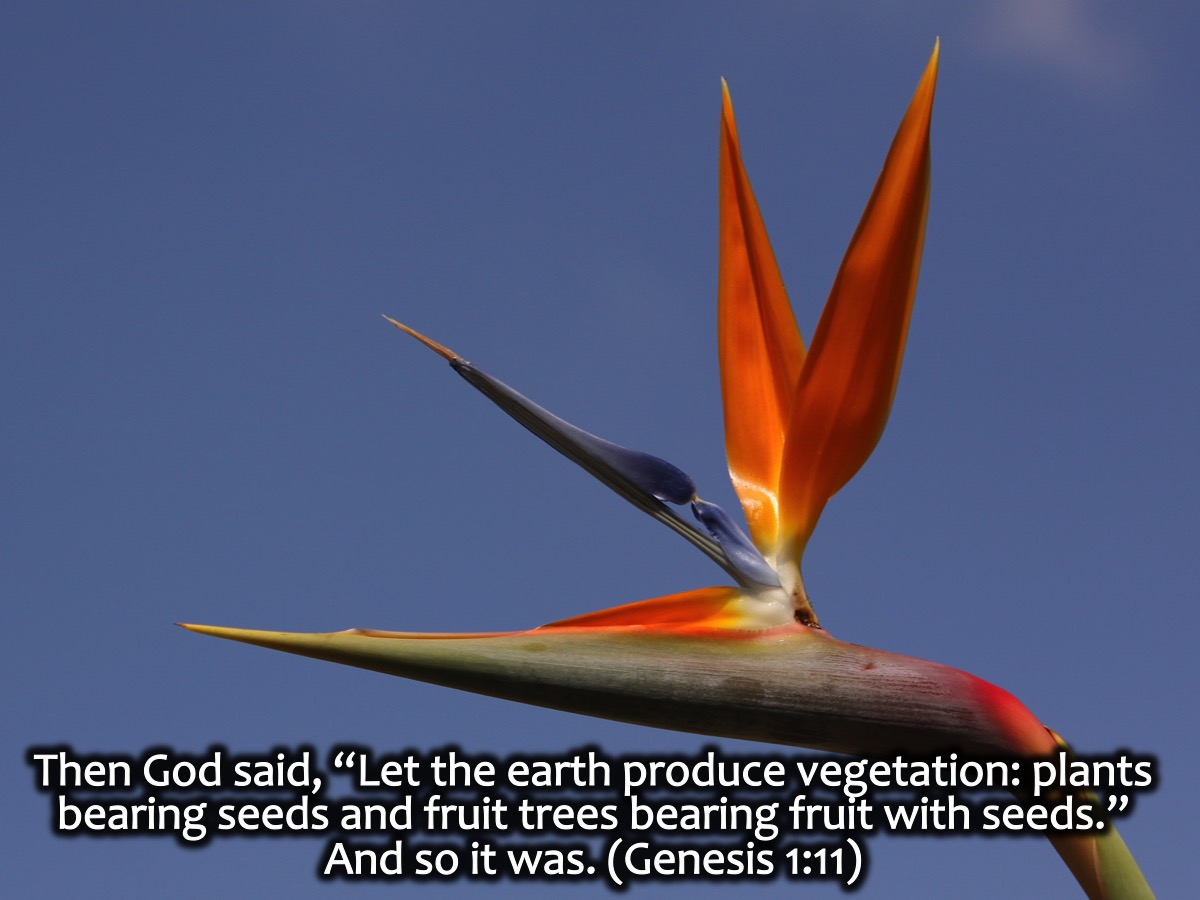 Then God said, “Let the earth produce vegetation: plants
bearing seeds and fruit trees bearing fruit with seeds.”
And so it was. (Genesis 1:11)